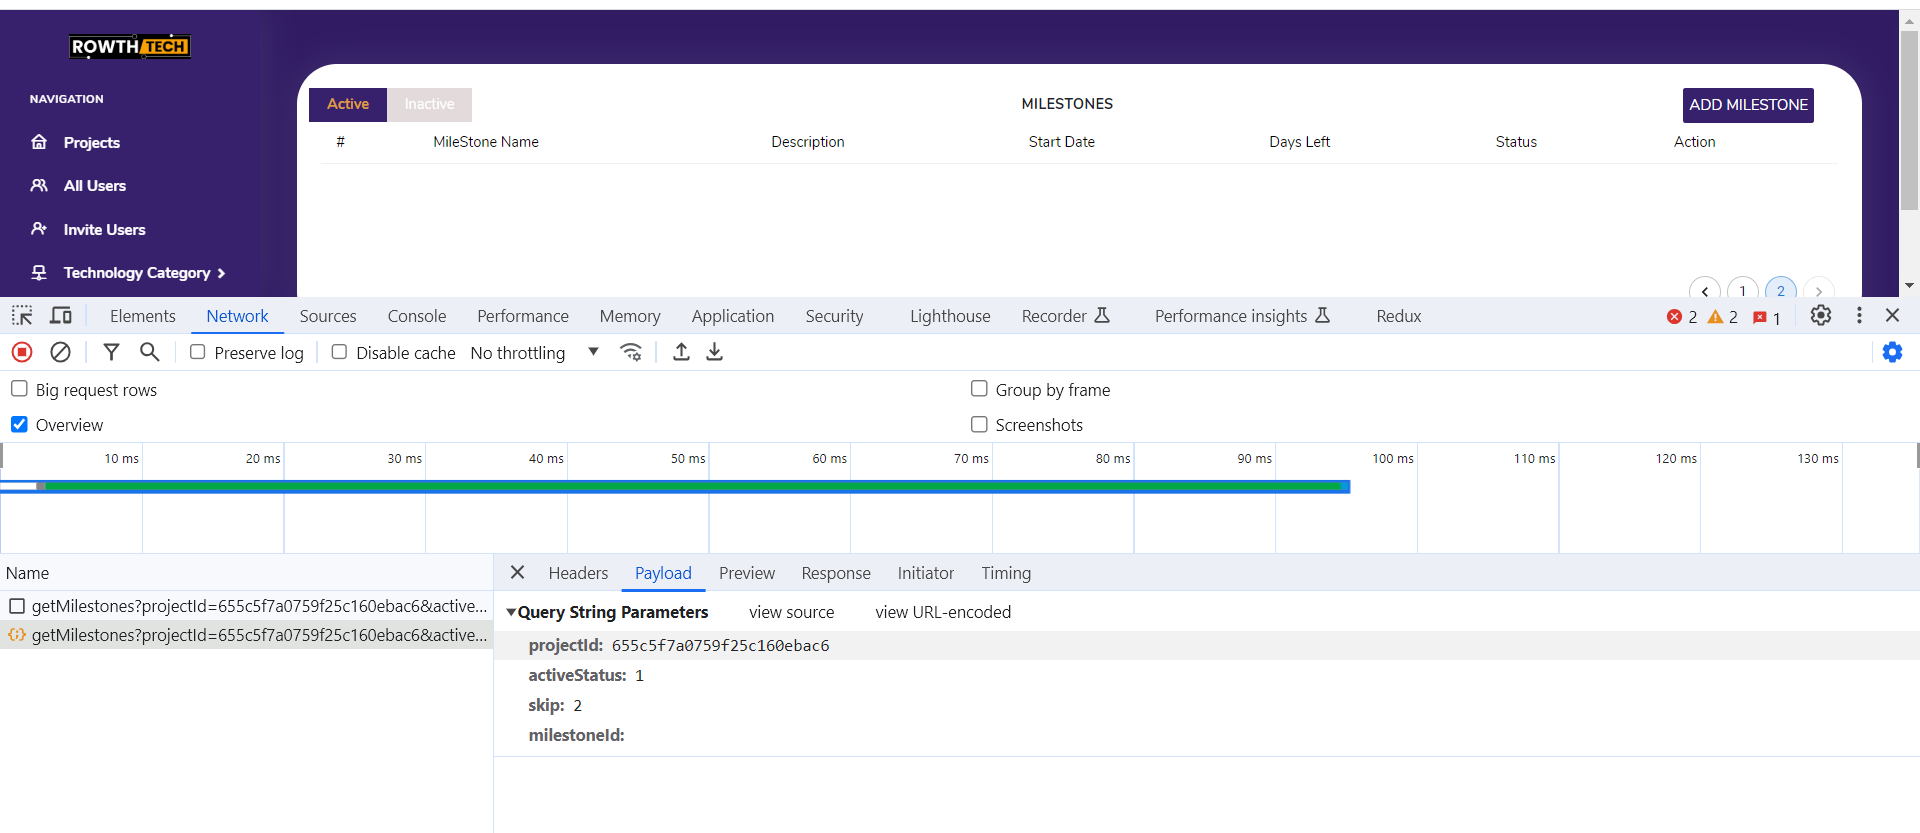 ROWTH TECH
NAVIGATION
Projects
All Users
Invite Users
Technology Category
Active Inactive MILESTONES ADD MILESTONE
# MileStone Name Description Start Date Days Left Status Action
1 2
Elements Network Sources Console Performance Memory Application Security Lighthouse Recorder Performance insights Redux 2 2 1
Preserve log Disable cache No throttling
Big request rows Group by frame
Overview Screenshots
10 ms 20 ms 30 ms 40 ms 50 ms 60 ms 70 ms 80 ms 90 ms 100 ms 110 ms 120 ms 130 ms
Name Headers Payload Preview Response Initiator Timing
getMilestones?projectId=655c5f7a0759f25c160ebac6&active...
getMilestones?projectId=655c5f7a0759f25c160ebac6&active...
Query String Parameters view source view URL-encoded
projectId: 655c5f7a0759f25c160ebac6
activeStatus: 1
skip: 2
milestoneId: